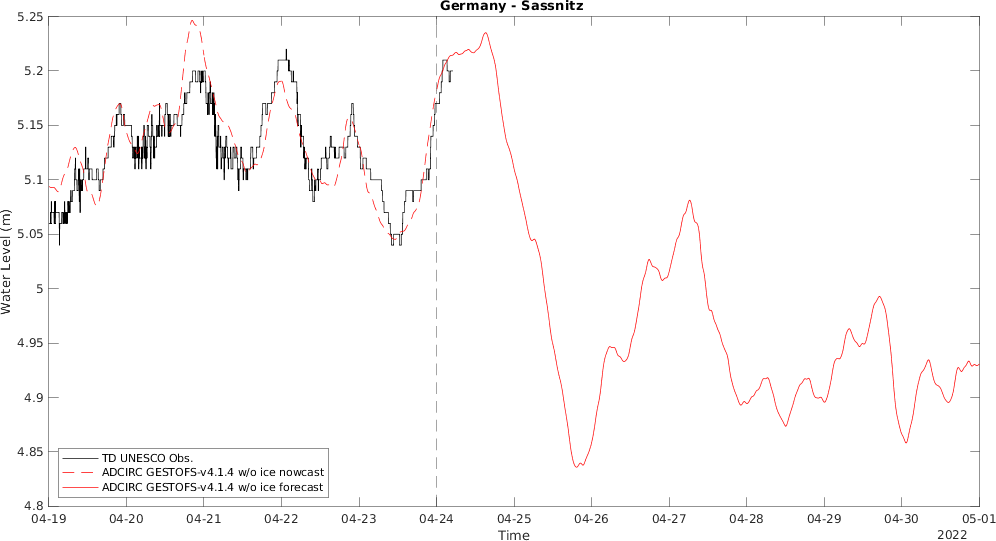 Germany - Sassnitz
5.25
5.2
5.15
5.1
5.05
5
4.95
4.9
4.85
4.8
Water Level (m)
TD UNESCO Obs.
ADCIRC GESTOFS-v4.1.4 w/o ice nowcast
ADCIRC GESTOFS-v4.1.4 w/o ice forecast
04-19 04-20 04-21 04-22 04-23 04-24 04-25 04-26 04-27 04-28 04-29 04-30 05-01
Time
2022